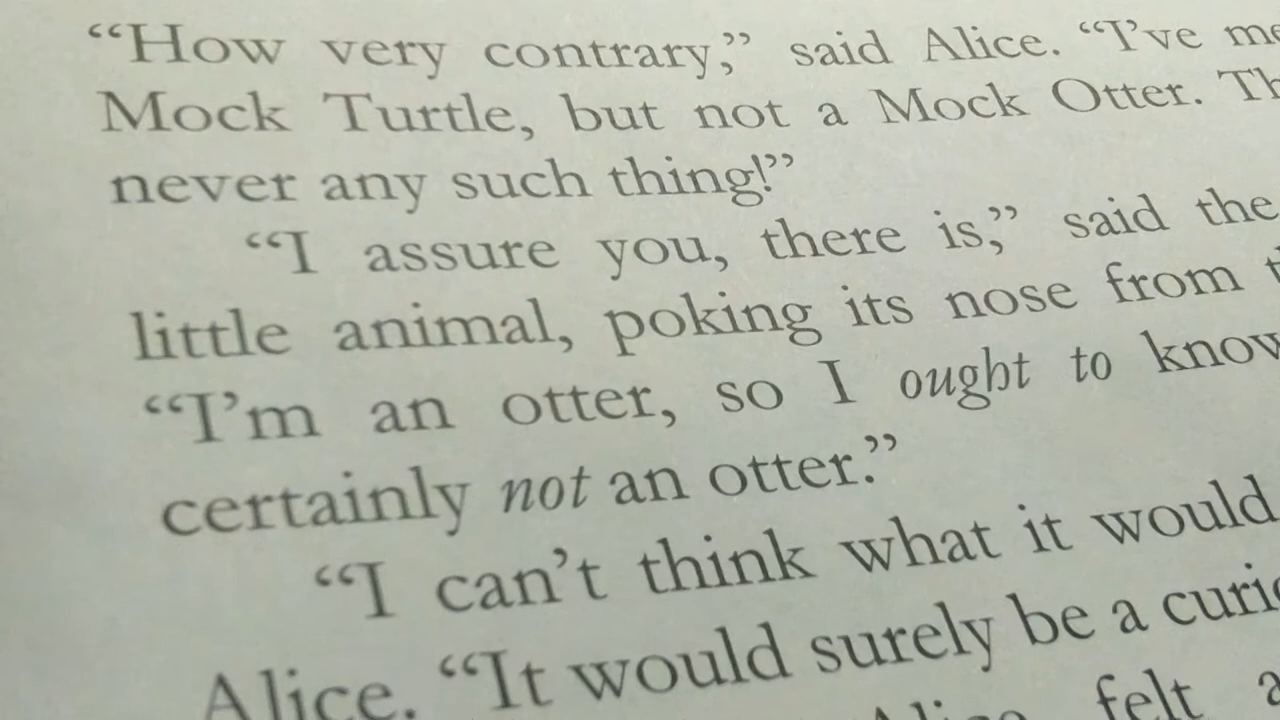 “How very contrary,” said Alice. “I’ve
Mock Turtle, but not a Mock Otter.
never any such thing!”
“I assure you, there is,” said the
little animal, poking its nose from
“I’m an otter, so I ought to
certainly not an otter.”
“I can’t think what it would
Alice. “It would surely be a
felt